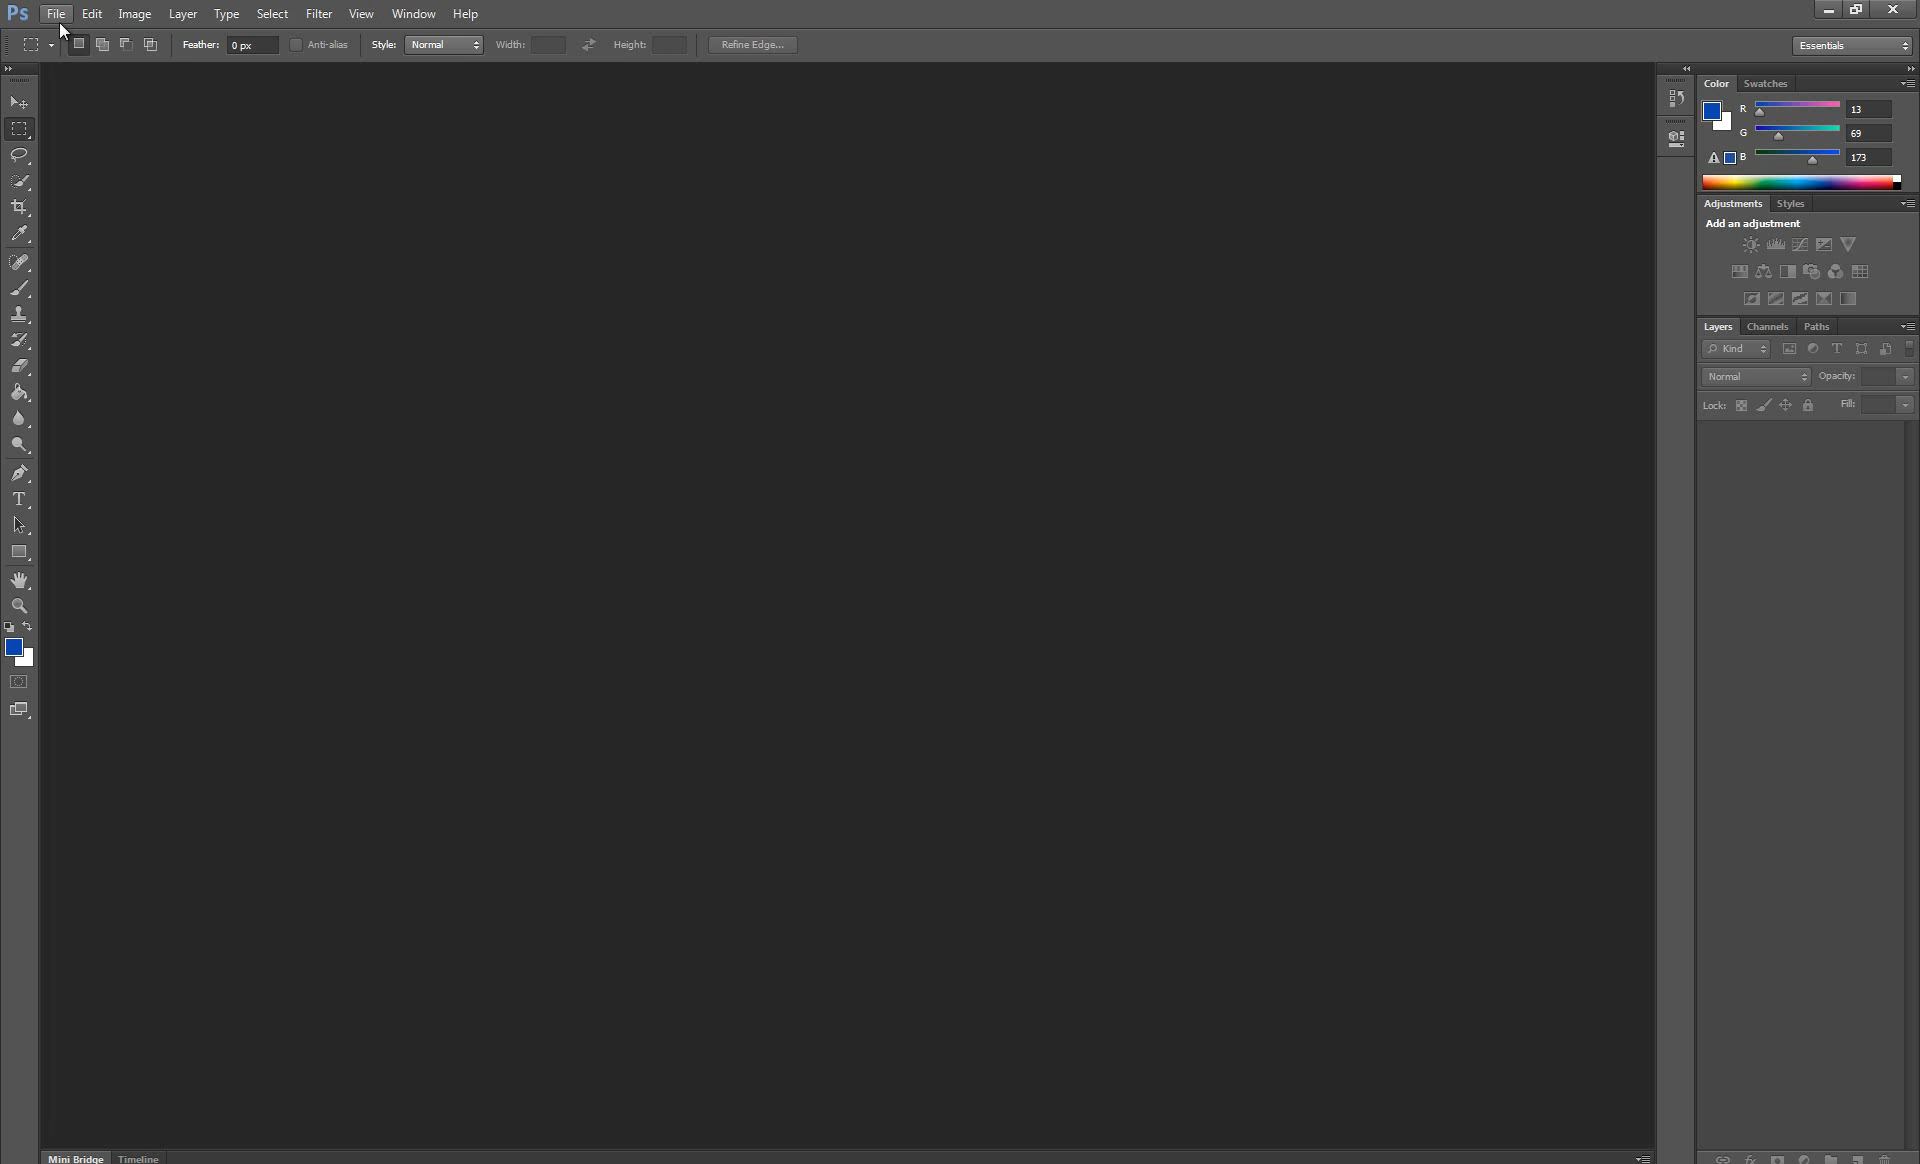 Ps File Edit Image Layer Type Select Filter View Window Help
Feather: 0 px Anti-alias Style: Normal Width: Height: Refine Edge... Essentials
Color Swatches
R 13
G 69
B 173
Adjustments Styles
Add an adjustment
Layers Channels Paths
Kind T
Normal Opacity:
Lock: Fill:
T
Mini Bridge Timeline
fx